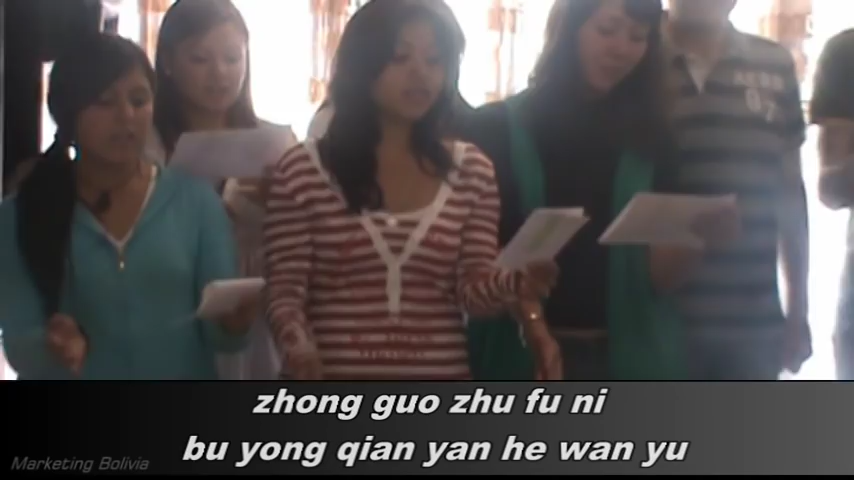 zhong guo zhu fu ni
bu yong qian yan he wan yu
Marketing Bolivia